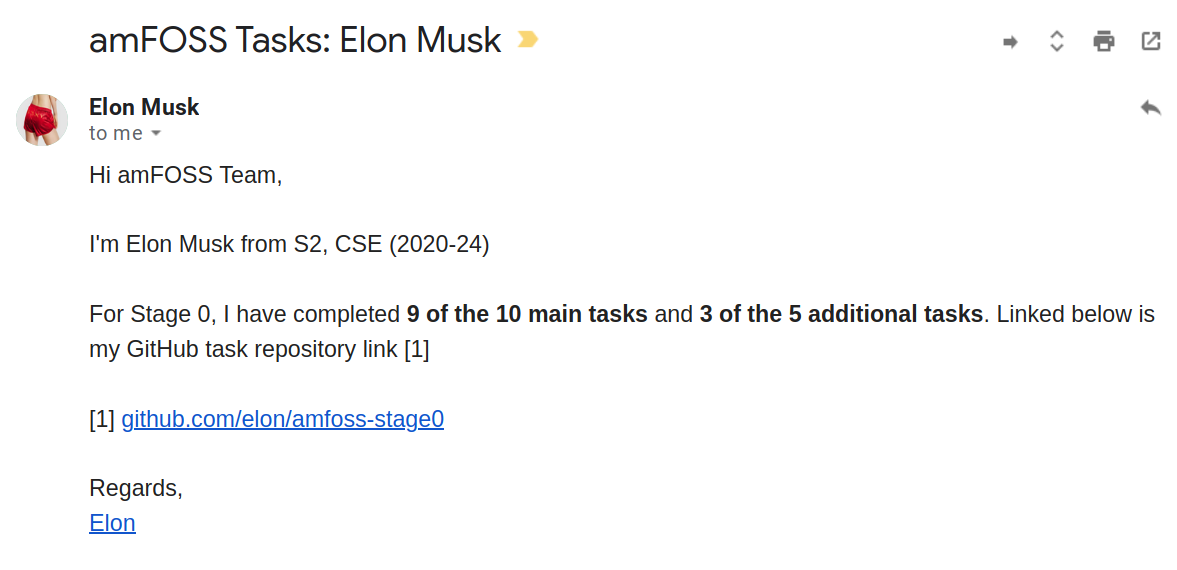 amFOSS Tasks: Elon Musk
Elon Musk
to me
Hi amFOSS Team,
I'm Elon Musk from S2, CSE (2020-24)
For Stage 0, I have completed 9 of the 10 main tasks and 3 of the 5 additional tasks. Linked below is
my GitHub task repository link [1]
[1] github.com/elon/amfoss-stage0
Regards,
Elon